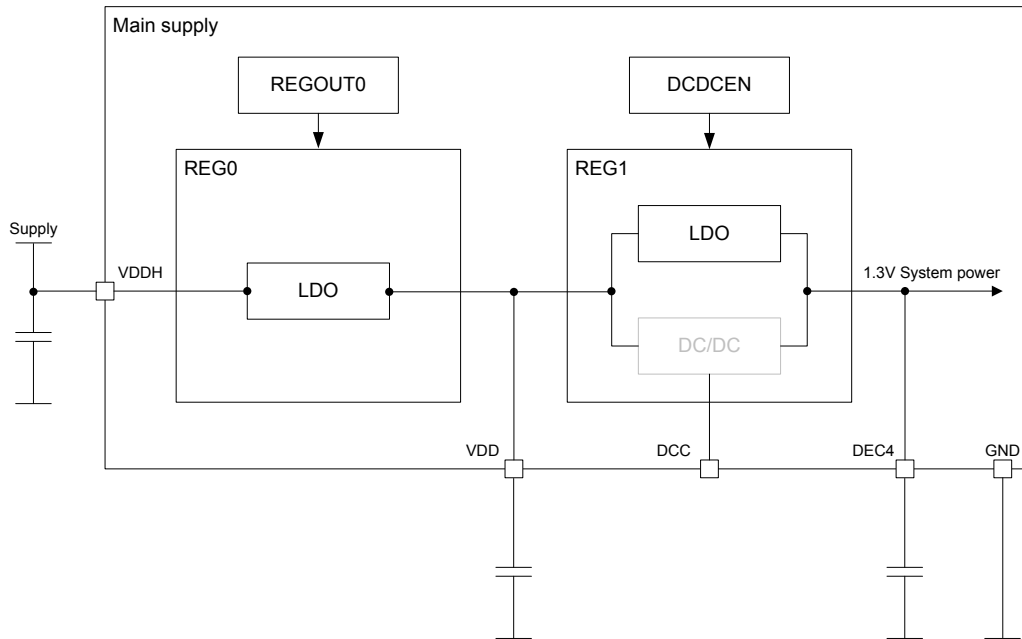 Main supply
REGOUT0
DCDCEN
REG0
REG1
Supply
LDO
VDDH
1.3V System power
LDO
DC/DC
VDD
DCC
DEC4
GND